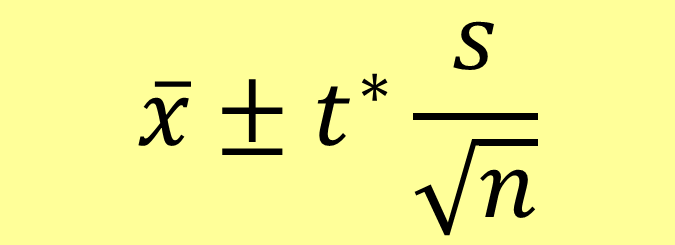 x̄ ± t* s/√n